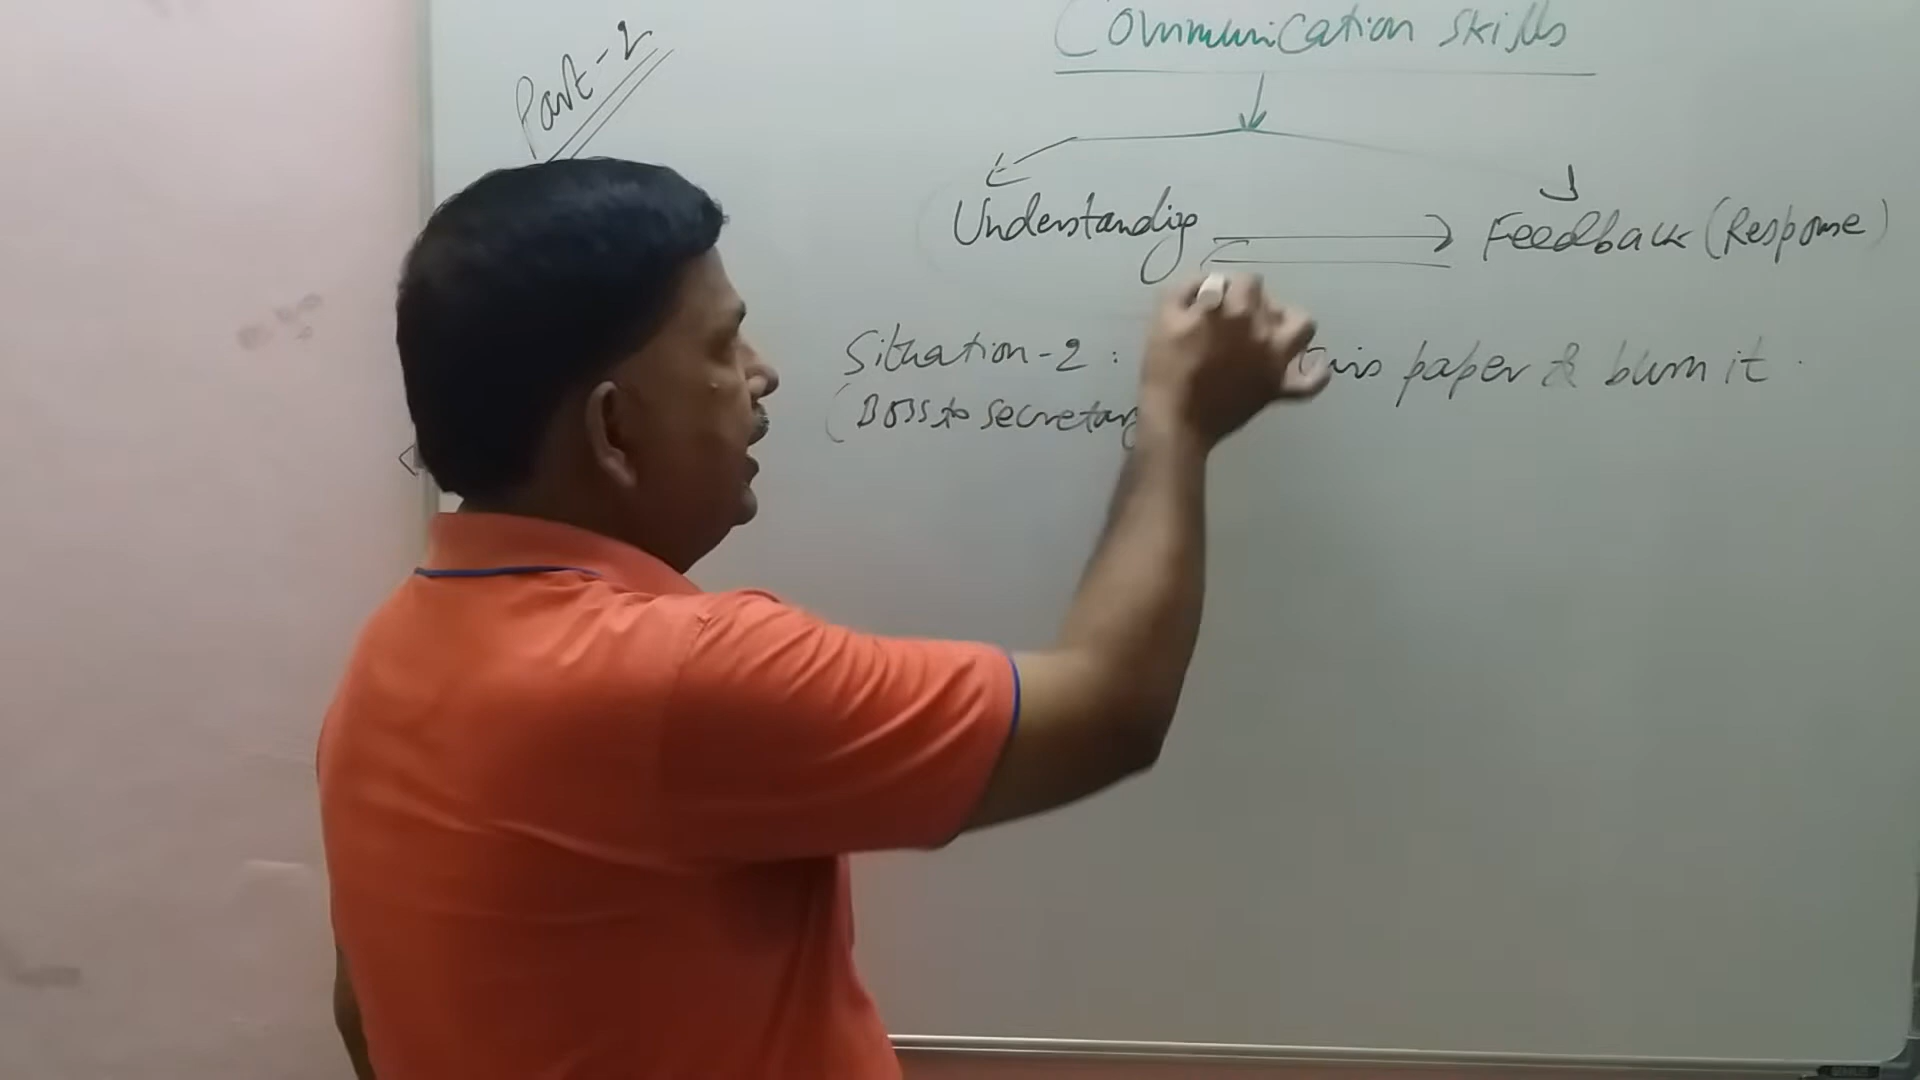 Part-2
Communication skills
Understanding
Feedback (Response)
Situation-2 : this paper & burn it.
(Boss to secretary